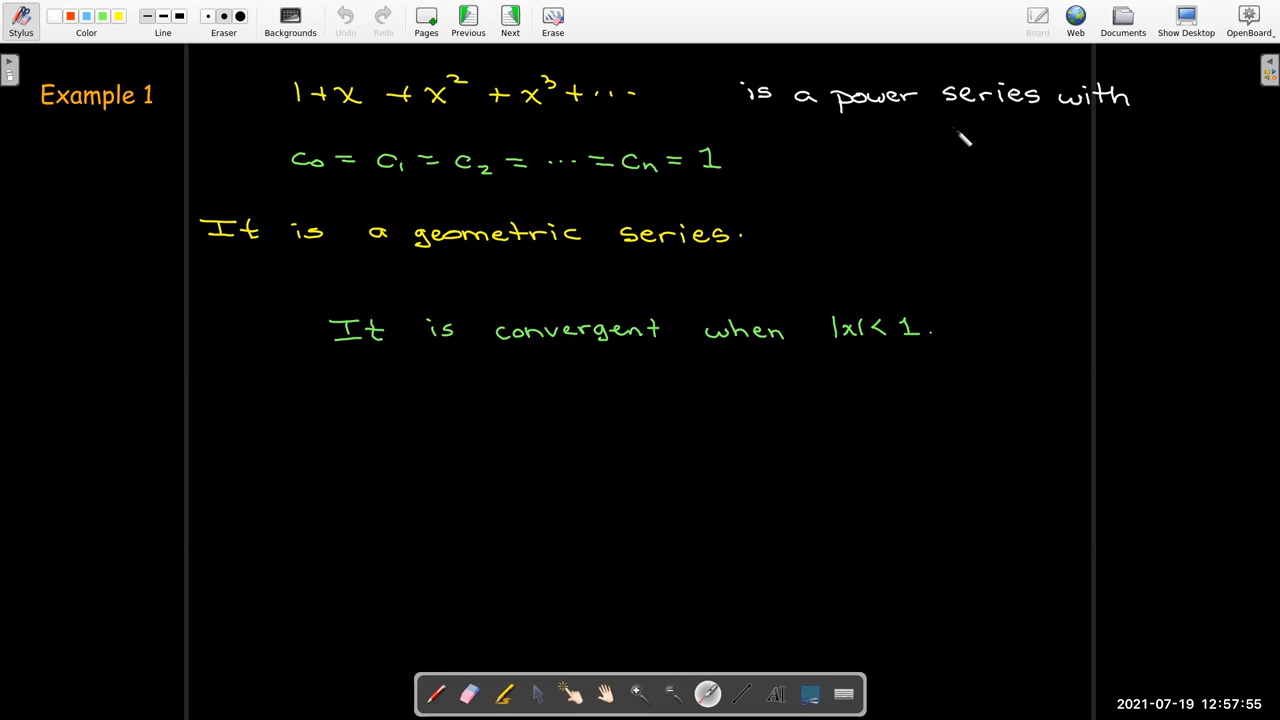 Stylus Color Line Eraser Backgrounds Undo Redo Pages Previous Next Erase Board Web Documents Show Desktop OpenBoard
Example 1 1+x + x² + x³ + ··· is a power series with
c₀ = c₁ = c₂ = ··· = cₙ = 1
It is a geometric series.
It is convergent when |x| < 1.
2021-07-19 12:57:55